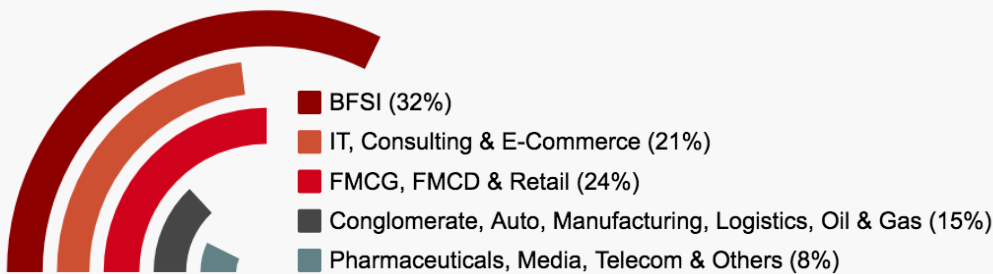 BFSI (32%)
IT, Consulting & E-Commerce (21%)
FMCG, FMCD & Retail (24%)
Conglomerate, Auto, Manufacturing, Logistics, Oil & Gas (15%)
Pharmaceuticals, Media, Telecom & Others (8%)